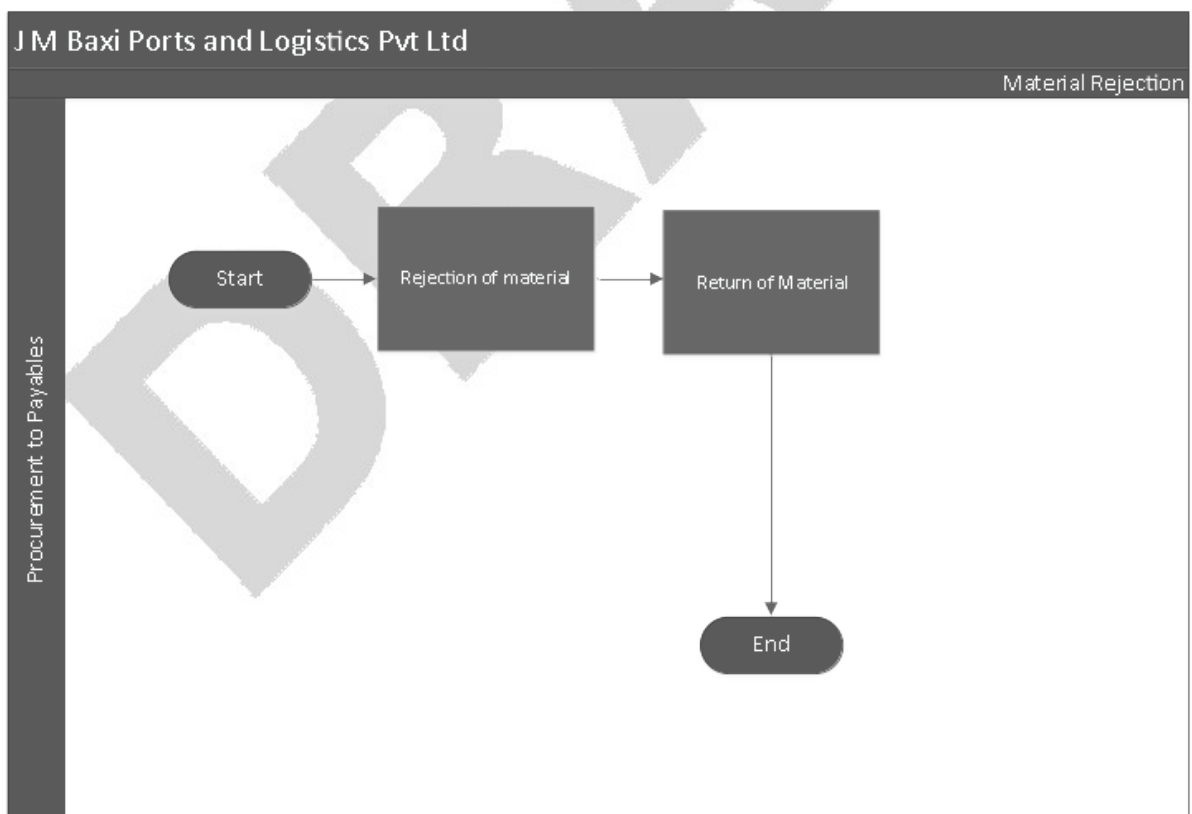 J M Baxi Ports and Logistics Pvt Ltd
Material Rejection
Procurement to Payables
Start
Rejection of material
Return of Material
End